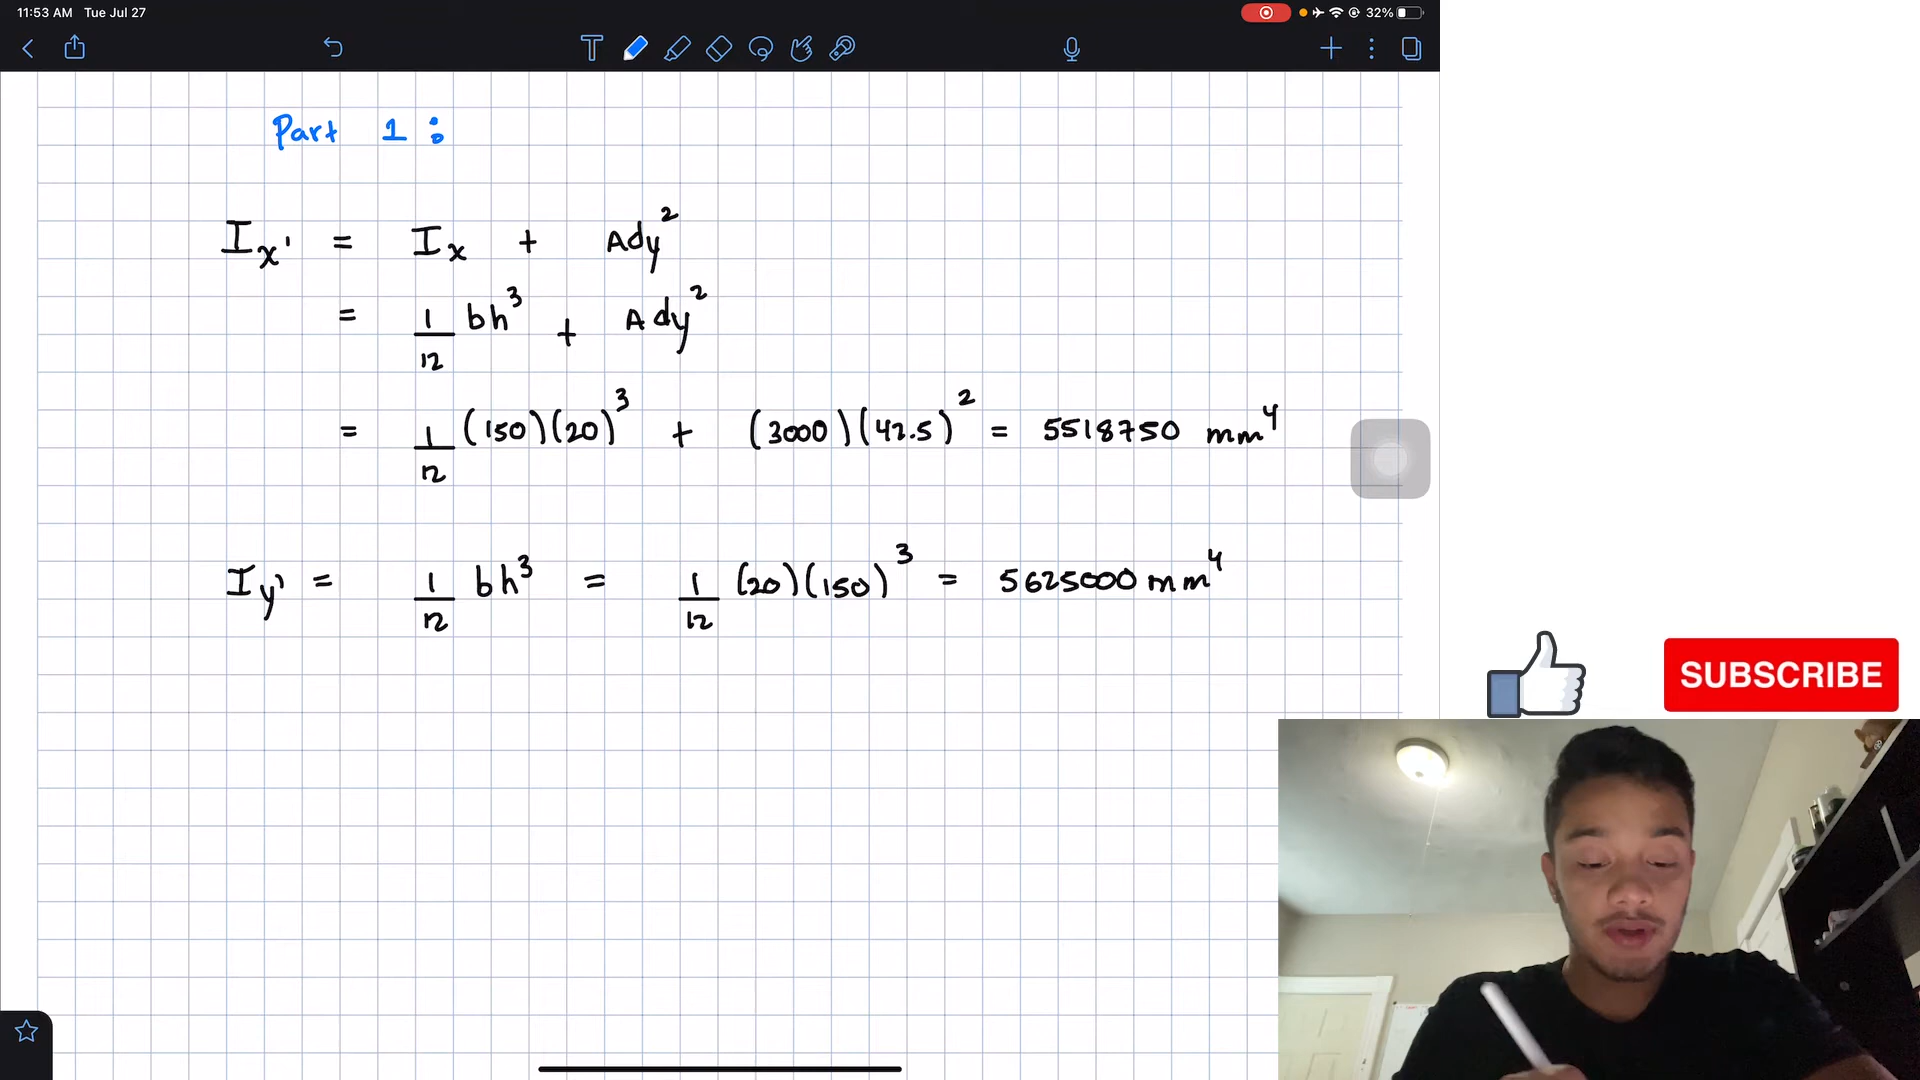 11:53 AM Tue Jul 27 32%
T
Part 1:
Ix' = Ix + Ady²
= 1/12 bh³ + Ady²
= 1/12 (150)(20)³ + (3000)(42.5)² = 5518750 mm⁴
Iy' = 1/12 bh³ = 1/12 (20)(150)³ = 5625000 mm⁴
SUBSCRIBE